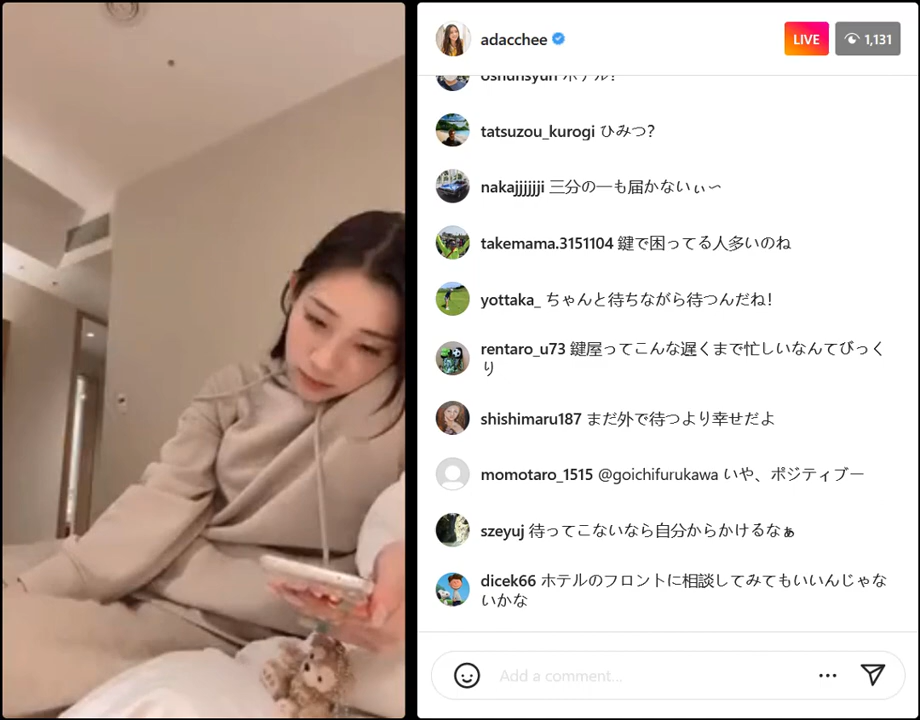 adacchee
LIVE
1,131
tatsuzou_kurogi ひみつ?
nakajjjjjji 三分の一も届かないぃ〜
takemama.3151104 鍵で困ってる人多いのね
yottaka_ ちゃんと待ちながら待つんだね!
rentaro_u73 鍵屋ってこんな遅くまで忙しいなんてびっく
り
shishimaru187 まだ外で待つより幸せだよ
momotaro_1515 @goichifurukawa いや、ポジティブー
szeyuj 待ってこないなら自分からかけるなぁ
dicek66 ホテルのフロントに相談してみてもいいんじゃな
いかな
Add a comment...